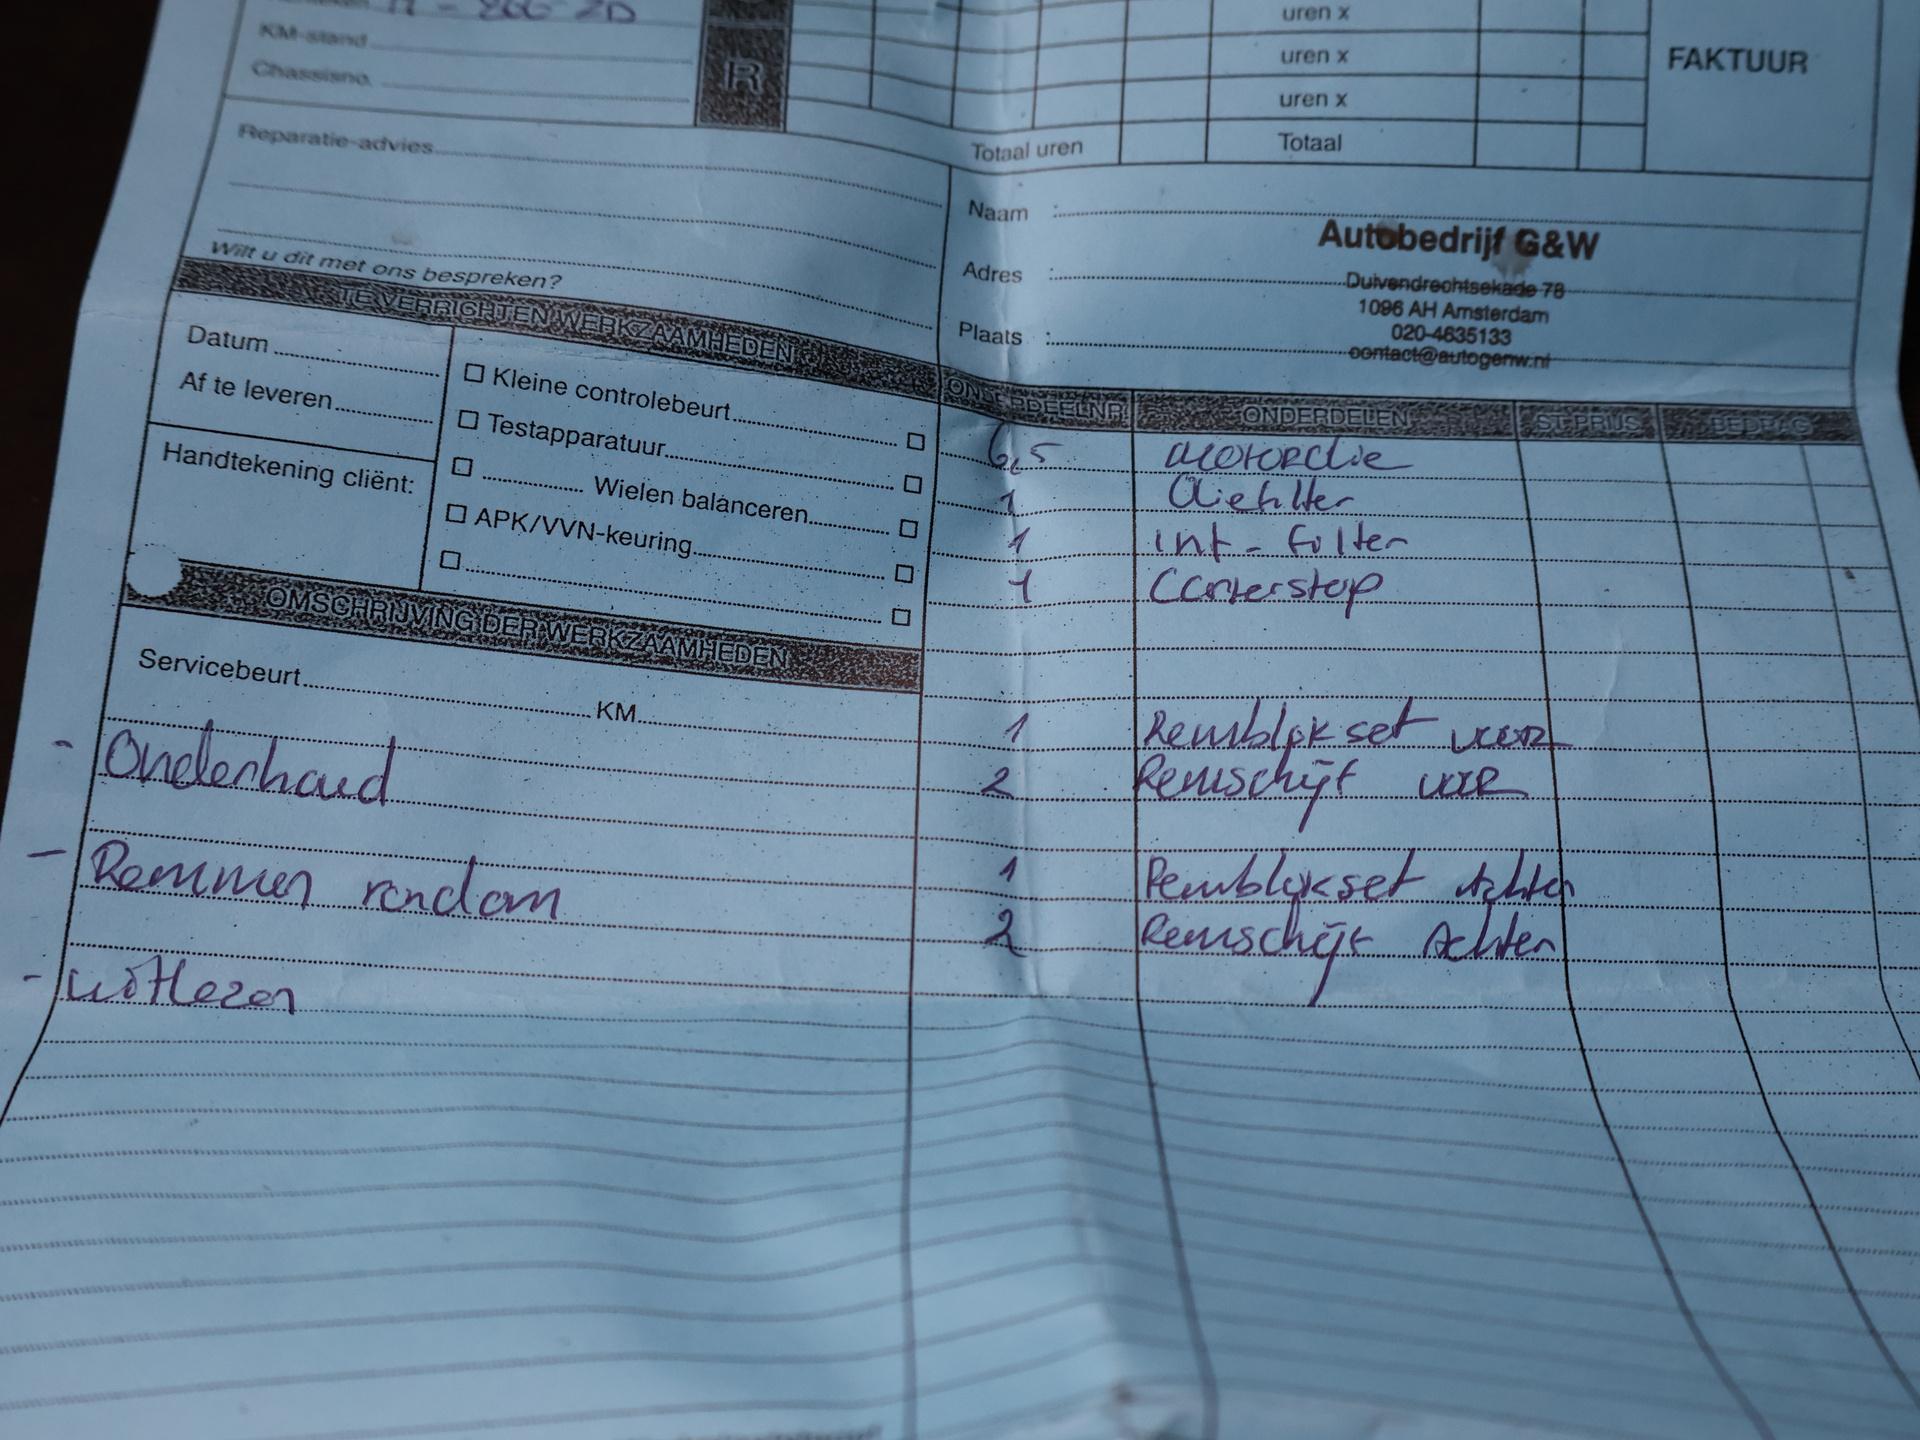 uren x
KM-stand
uren x
FAKTUUR
Chassisno.
R
uren x
Reparatie-advies
Totaal uren
Totaal
Wilt u dit met ons bespreken?
Naam :
Adres :
Plaats :
Autobedrijf G&W
Duivendrechtsekade 78
1096 AH Amsterdam
020-4635133
contact@autogenw.nl
TE VERRICHTEN WERKZAAMHEDEN
Datum
Af te leveren
Handtekening cliënt:
Kleine controlebeurt
Testapparatuur
Wielen balanceren
APK/VVN-keuring
OMSCHRIJVING DER WERKZAAMHEDEN
Servicebeurt KM
- Onderhoud
- Remmen rondom
- uitlezen
ONDERDEELNR. ONDERDELEN ST.PRIJS BEDRAG
6,5 motorolie
1 Oliefilter
1 int-filter
1 Carterstop
1 Remblokset voor
2 Remschijf voor
1 Remblokset Achter
2 Remschijf Achter